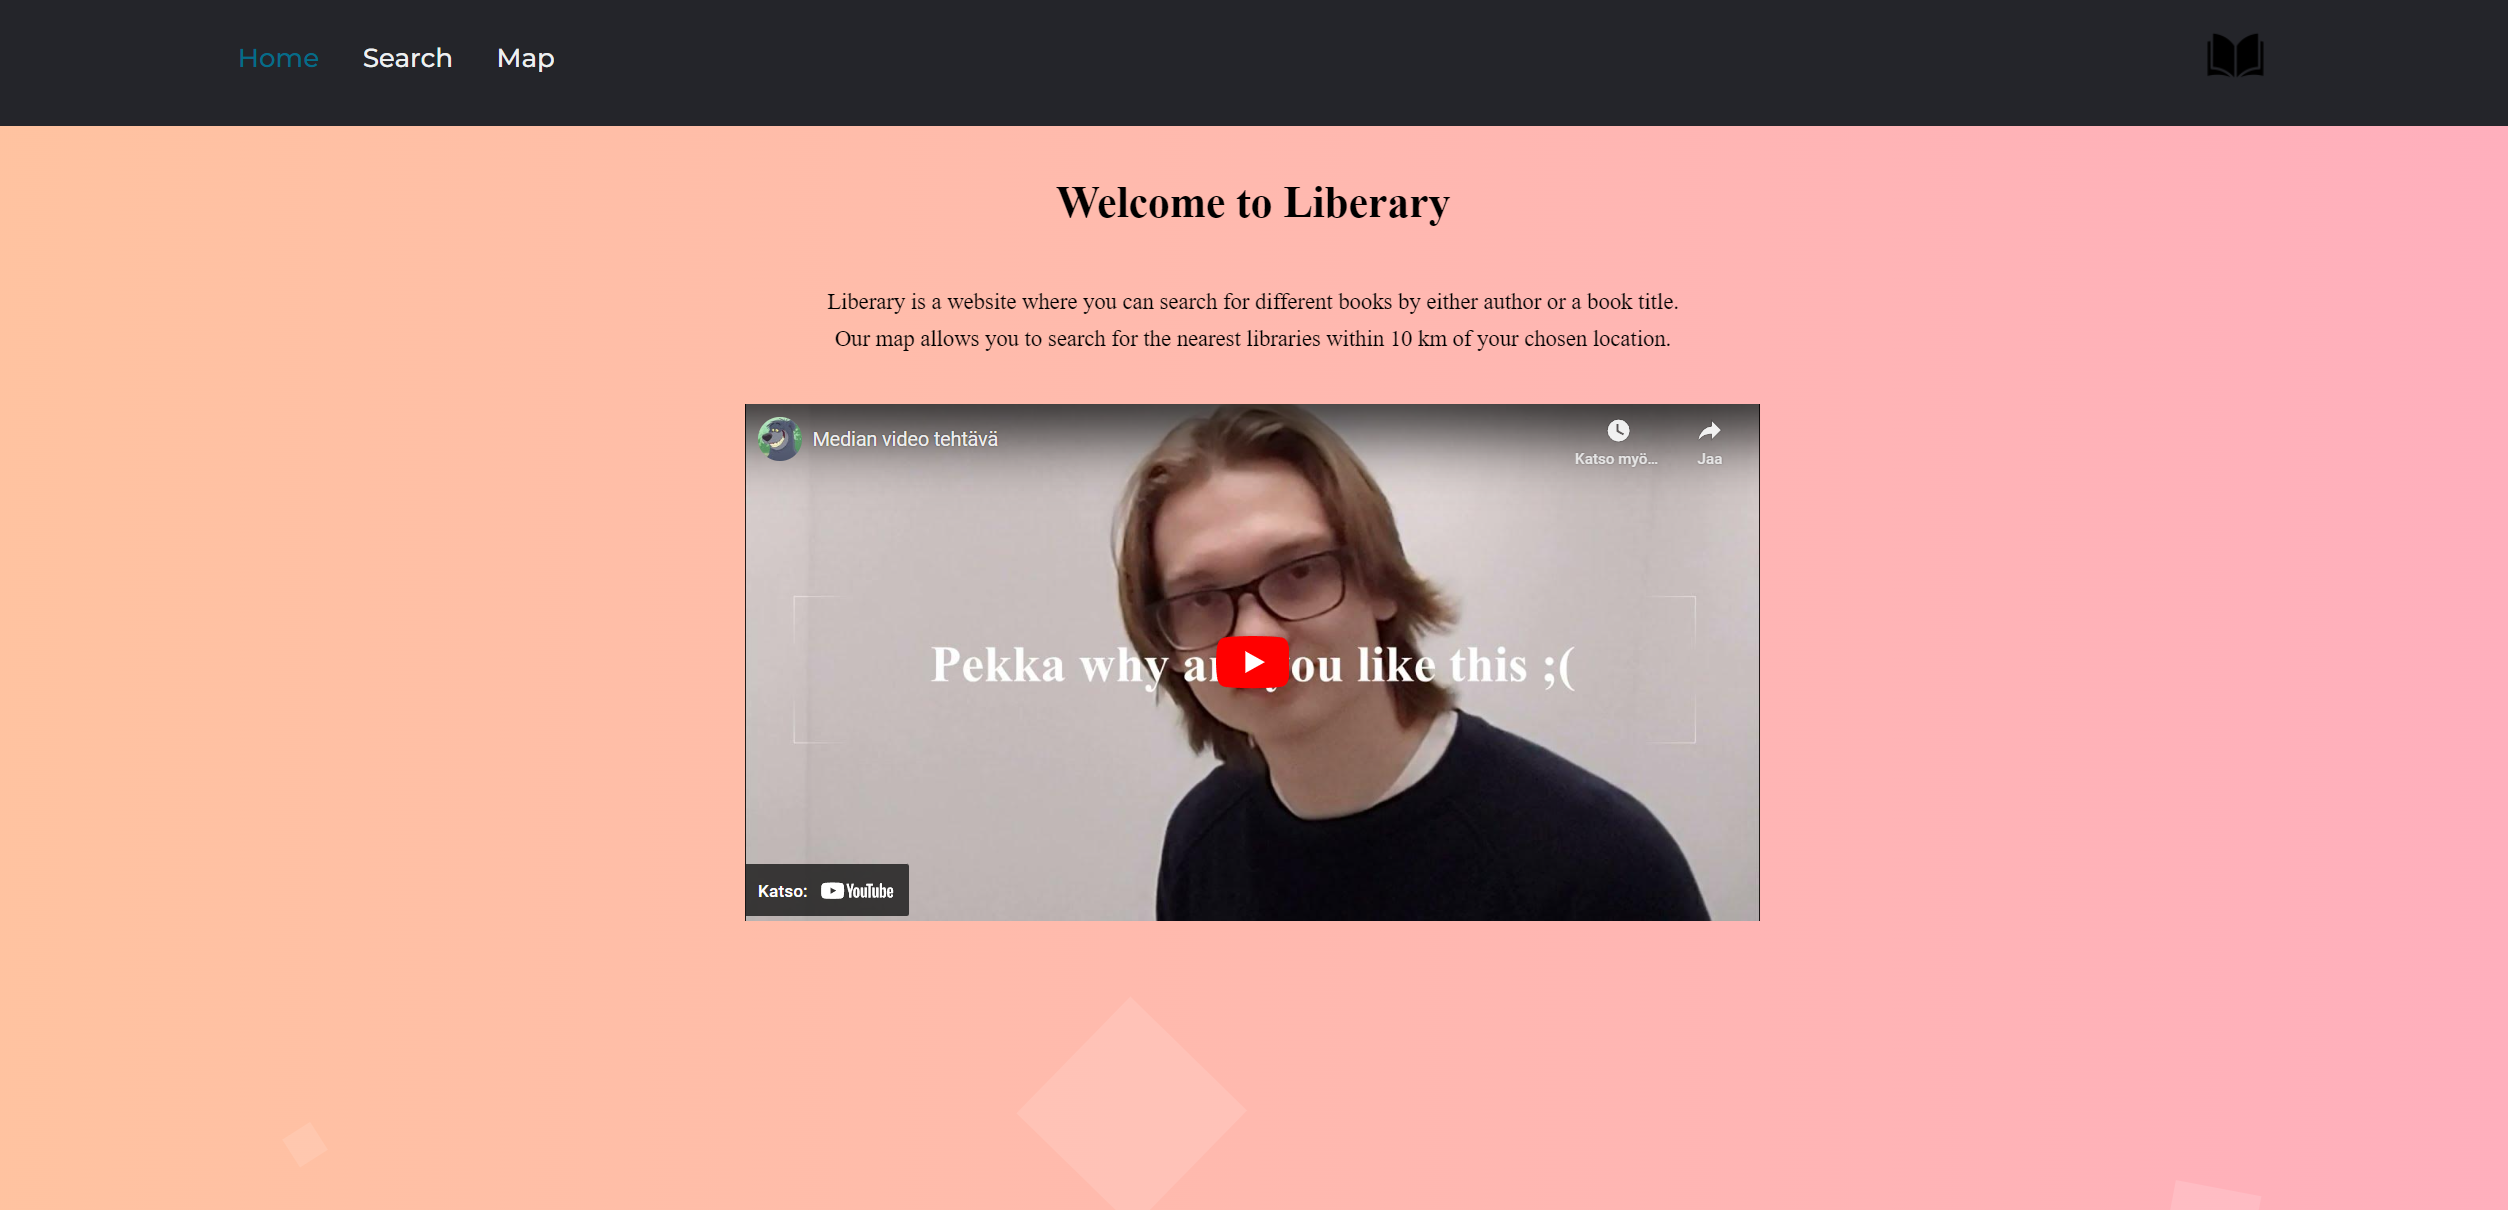 Home Search Map
Welcome to Liberary
Liberary is a website where you can search for different books by either author or a book title.
Our map allows you to search for the nearest libraries within 10 km of your chosen location.
Median video tehtävä
Katso myö...
Jaa
Pekka why ou like this ;(
Katso: YouTube